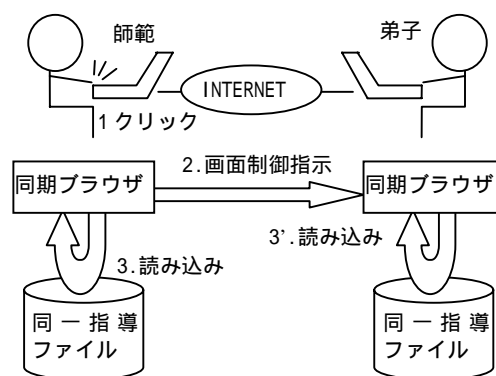 師範
弟子
INTERNET
1クリック
2.画面制御指示
同期ブラウザ
同期ブラウザ
3.読み込み
3'.読み込み
同一指導
ファイル
同一指導
ファイル